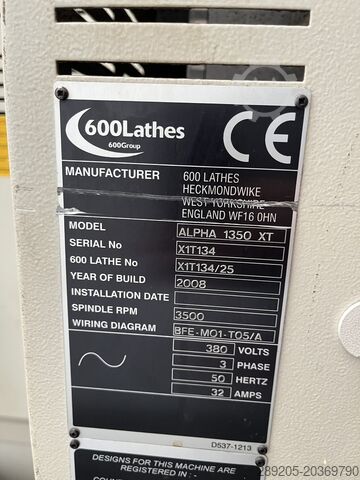 600Lathes
600Group
CE
MANUFACTURER 600 LATHES
HECKMONDWIKE
WEST YORKSHIRE
ENGLAND WF16 0HN
MODEL ALPHA 1350 XT
SERIAL No X1T134
600 LATHE No X1T134/25
YEAR OF BUILD 2008
INSTALLATION DATE
SPINDLE RPM 3500
WIRING DIAGRAM BFE-M01-T05/A
380 VOLTS
3 PHASE
50 HERTZ
32 AMPS
D537-1213
DESIGNS FOR THIS MACHINE ARE
REGISTERED IN :-
289205-20369790